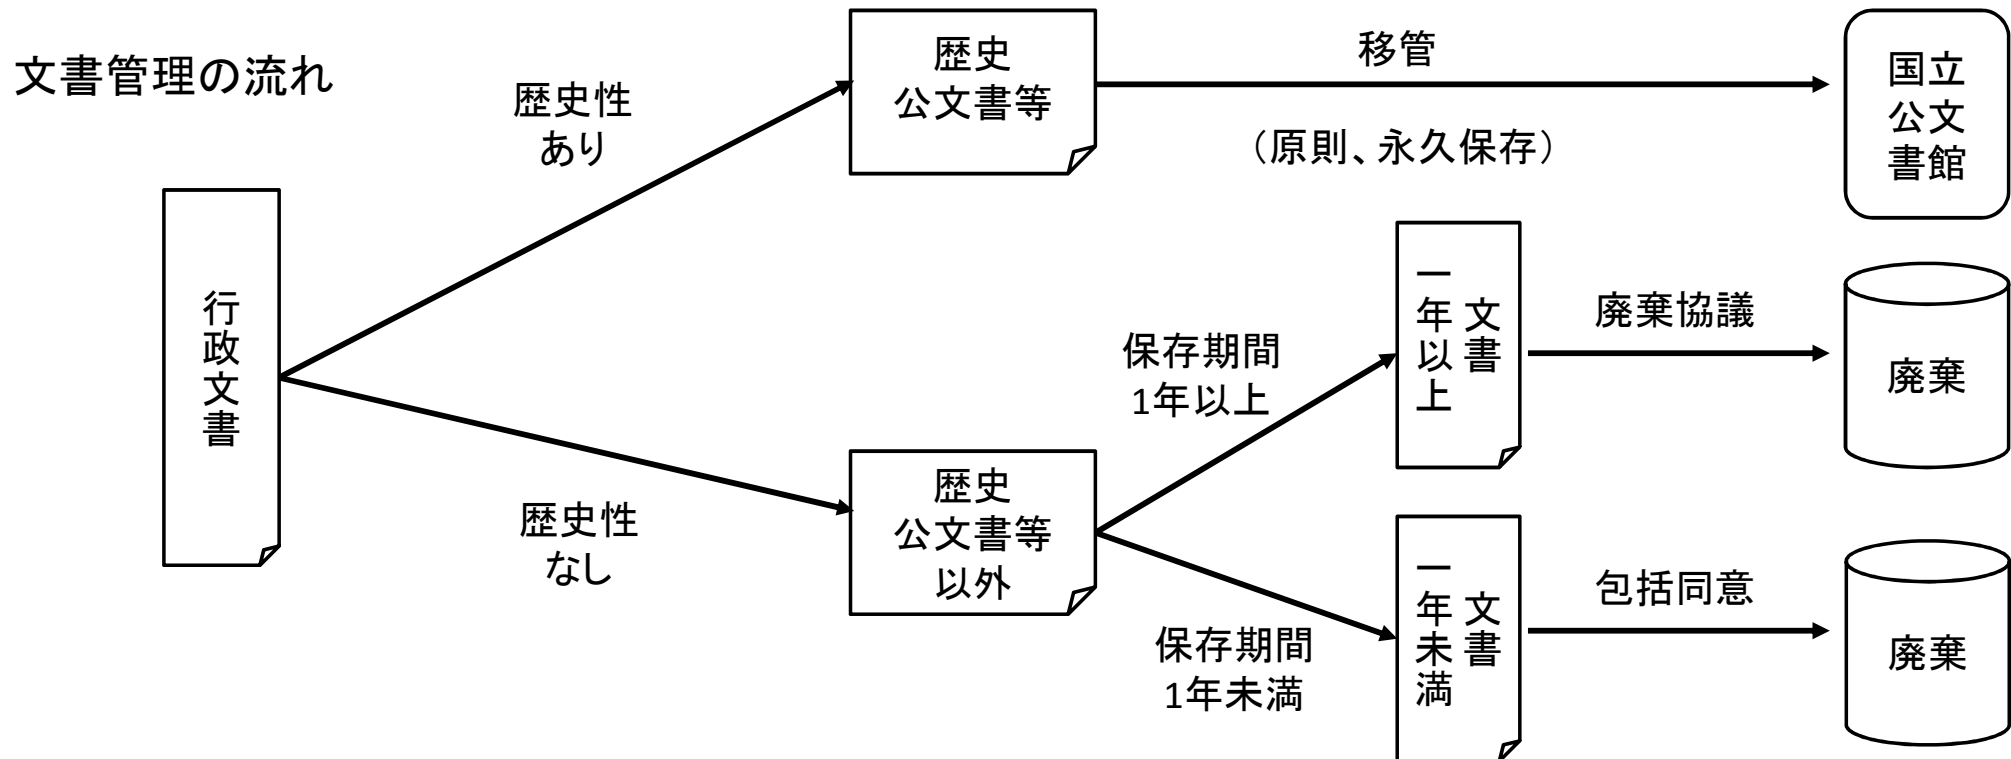 文書管理の流れ
行政文書
歴史性
あり
歴史
公文書等
移管
（原則、永久保存）
国立
公文
書館
歴史性
なし
歴史
公文書等
以外
保存期間
1年以上
一年以上
文書
廃棄協議
廃棄
保存期間
1年未満
一年未満
文書
包括同意
廃棄